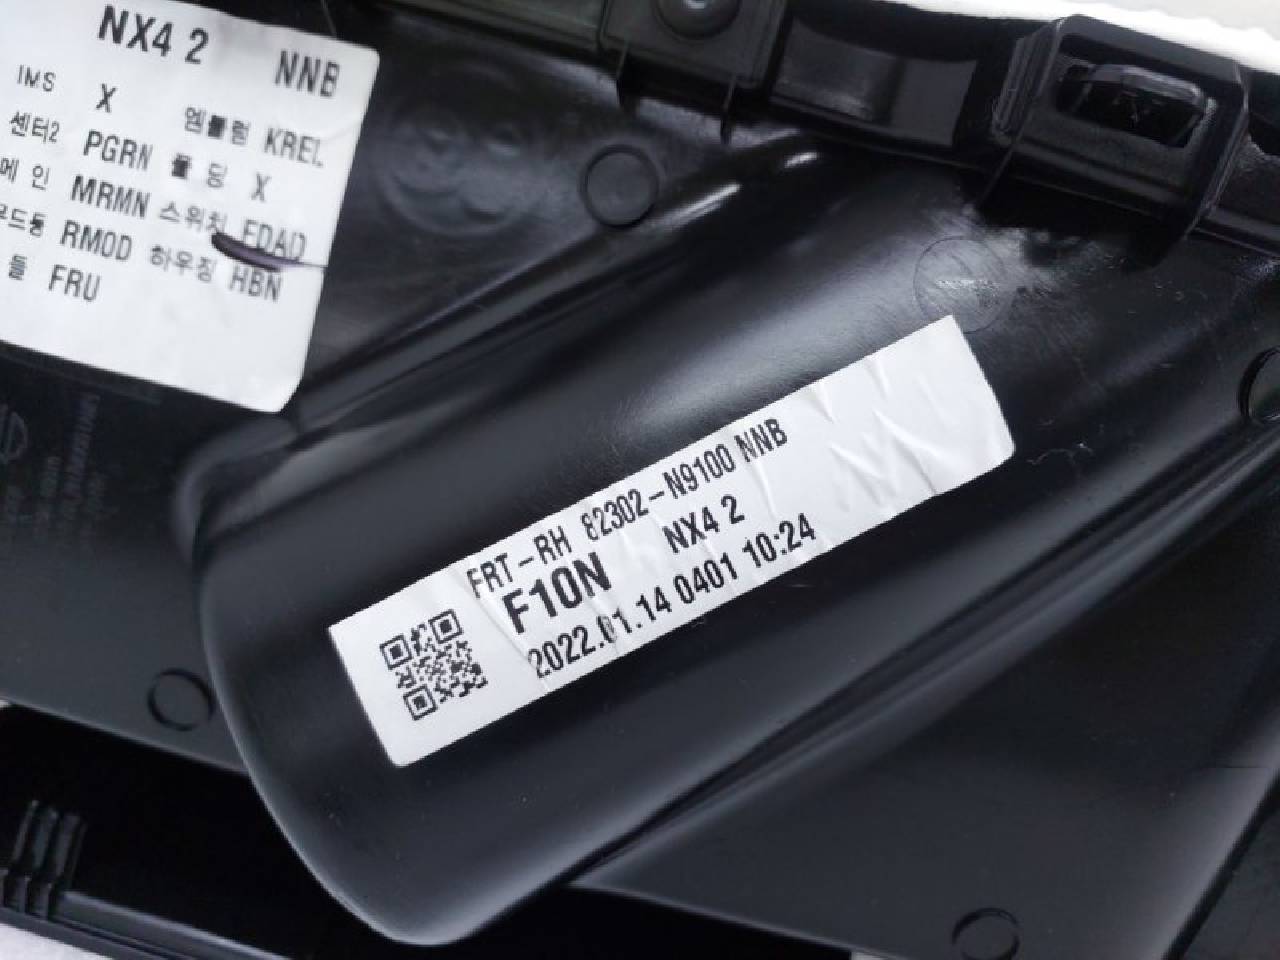 NX4 2 NNB
IMS X 엠블럼 KREL
센터2 PGRN 몰딩 X
메인 MRMN 스위치 EDAD
우드동 RMOD 하우징 HBN
들 FRU
FRT-RH 82302-N9100 NNB
F10N NX4 2
2022.01.14 0401 10:24